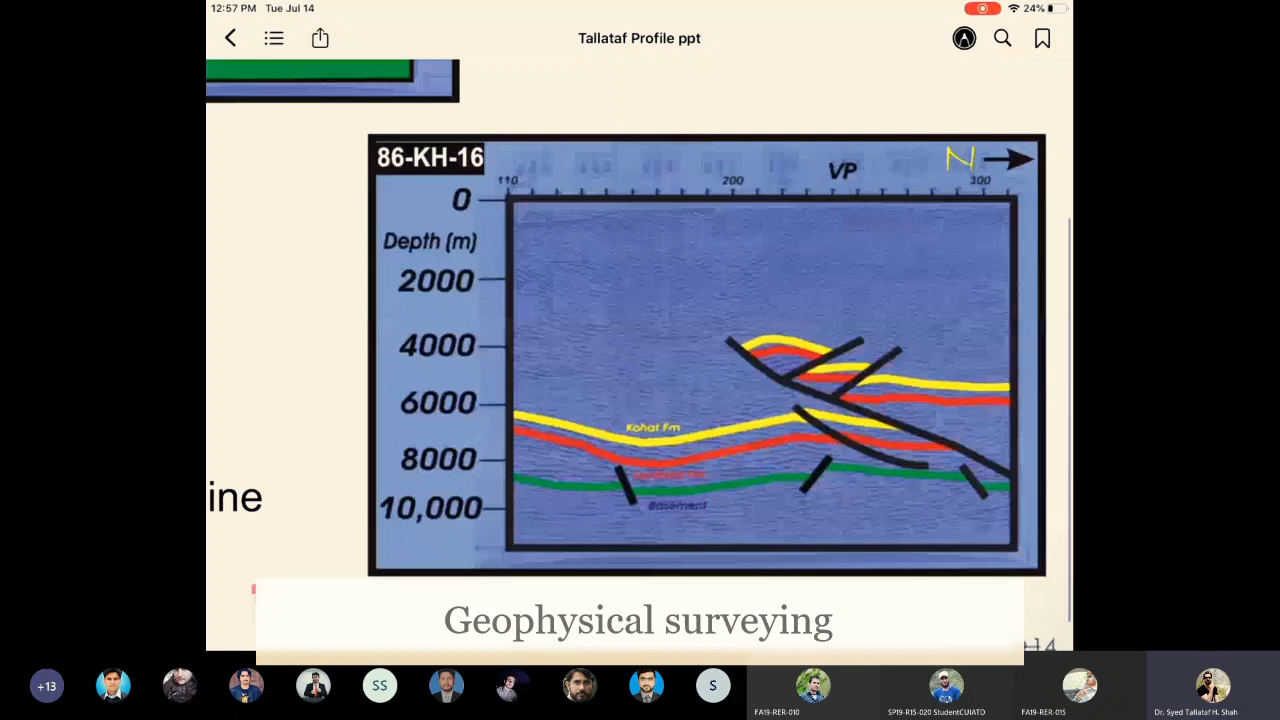 12:57 PM Tue Jul 14
24%
Tallataf Profile ppt
86-KH-16
N
VP
110
200
300
0
Depth (m)
2000
4000
6000
8000
10,000
Kohat Fm
Basement
ine
Geophysical surveying
+13
SS
S
FA19-RER-010
SP19-R15-020 StudentCUIATD
FA19-RER-015
Dr. Syed Tallataf H. Shah